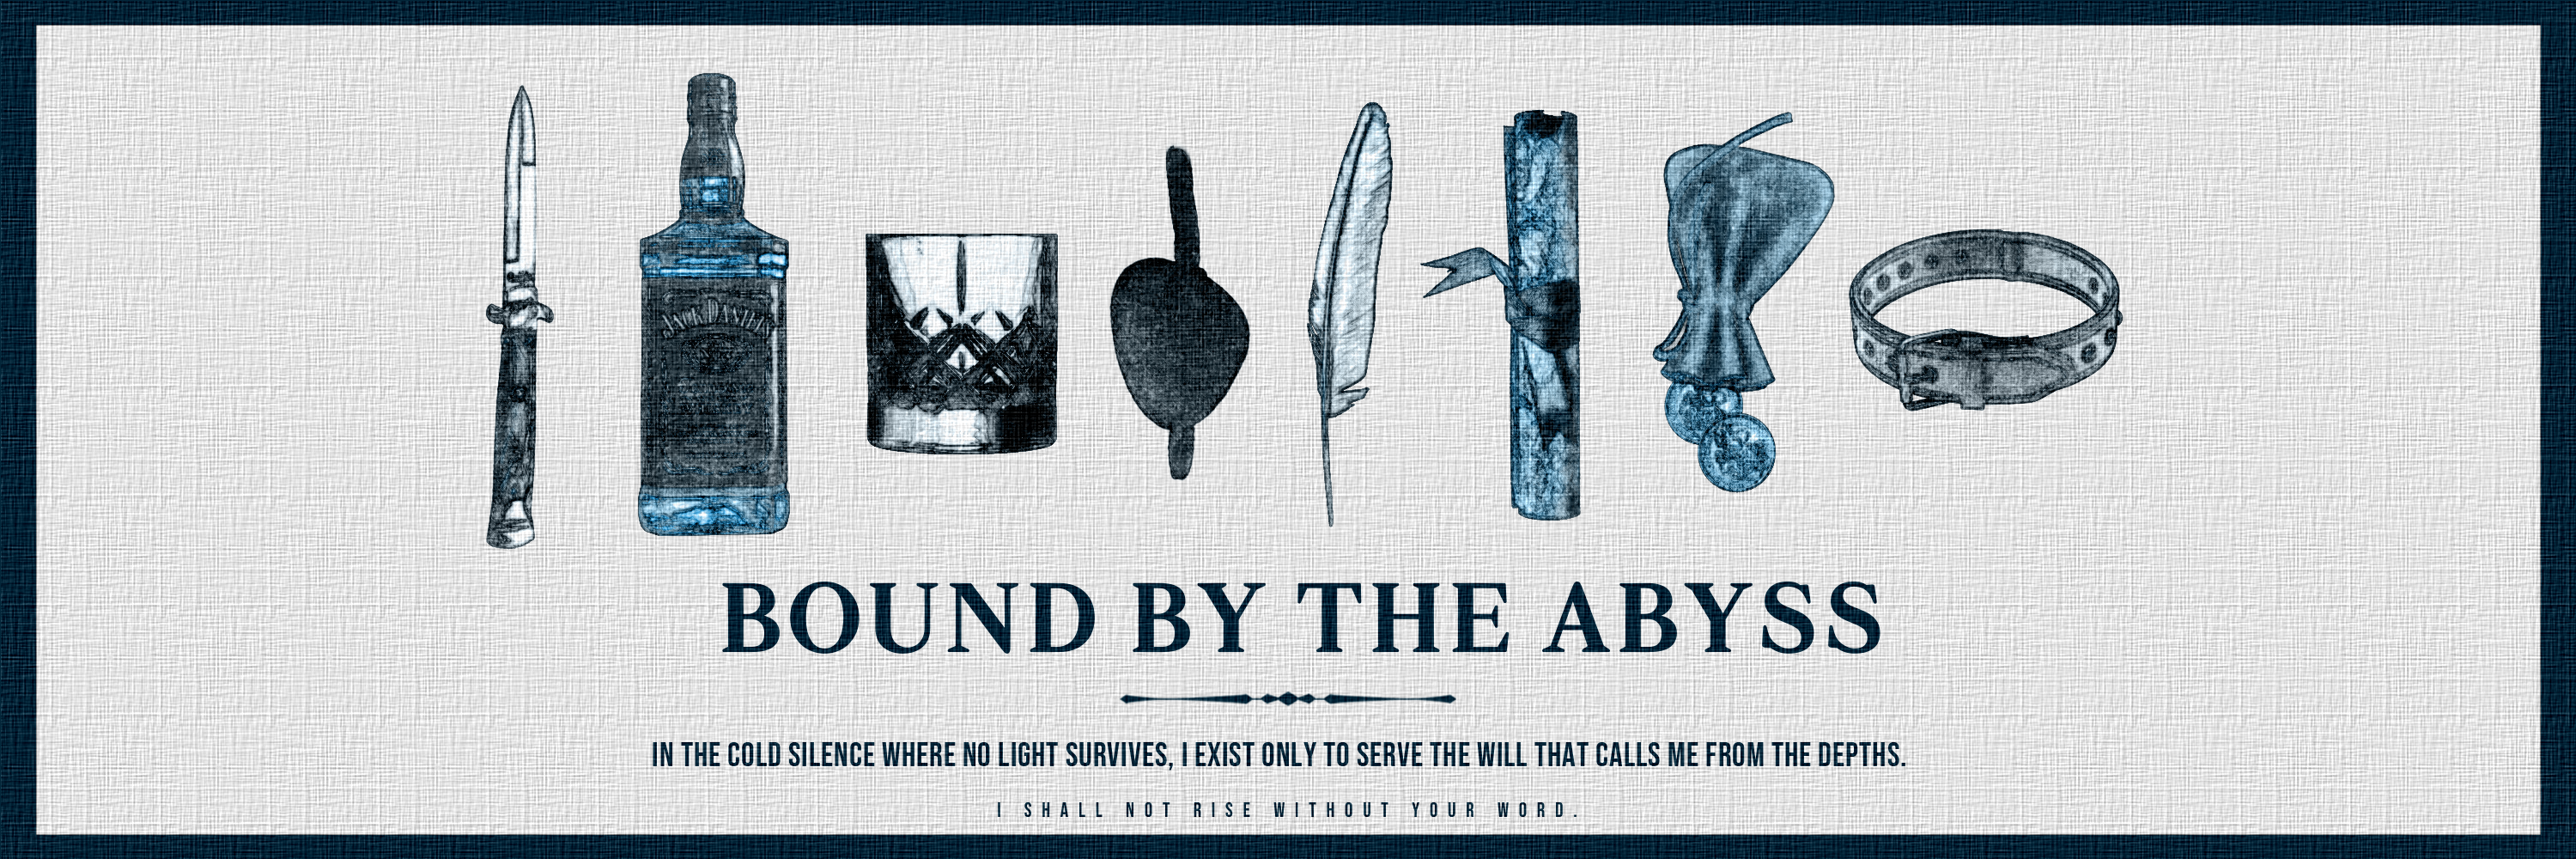 JACK DANIEL'S
BOUND BY THE ABYSS
IN THE COLD SILENCE WHERE NO LIGHT SURVIVES, I EXIST ONLY TO SERVE THE WILL THAT CALLS ME FROM THE DEPTHS.
I SHALL NOT RISE WITHOUT YOUR WORD.